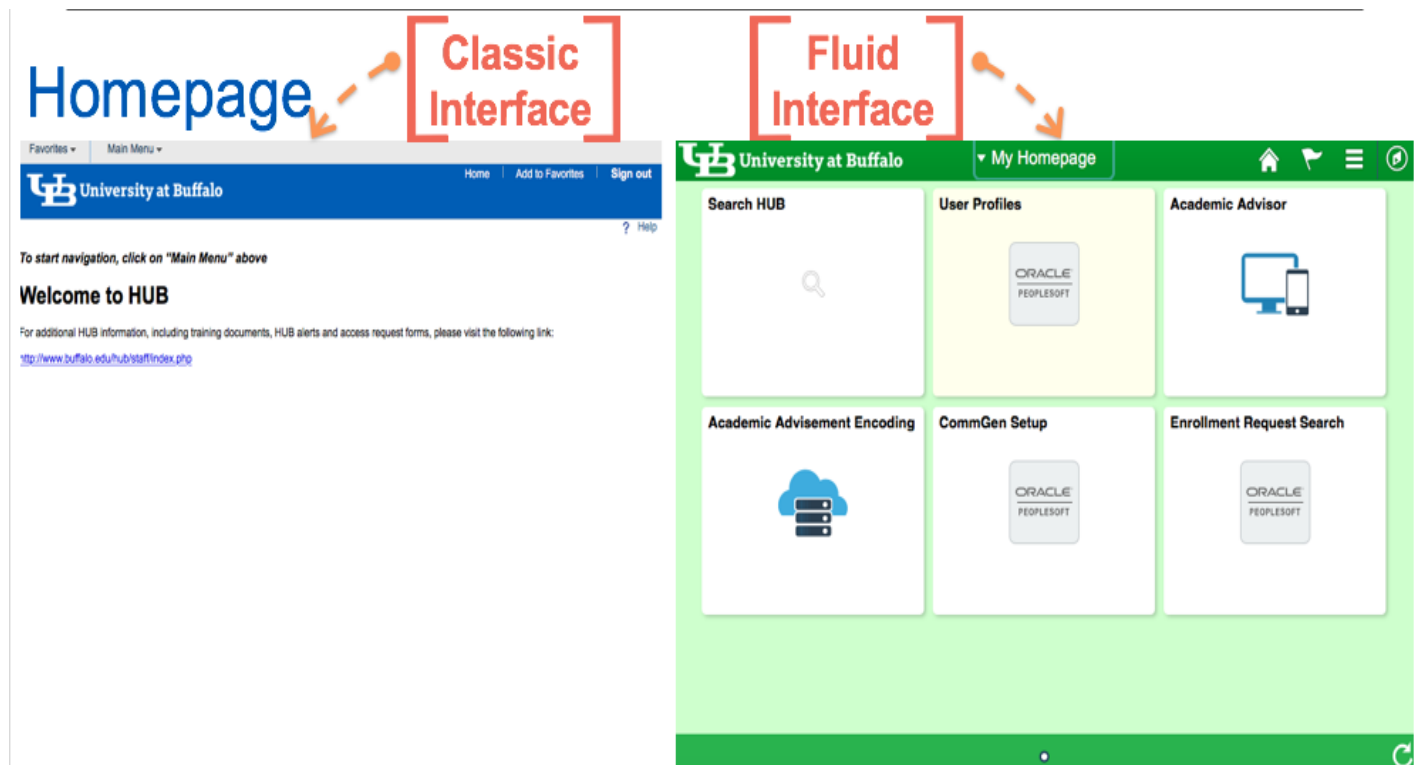 Homepage
Classic
Interface
Fluid
Interface
Favorites Main Menu
UB University at Buffalo
Home Add to Favorites Sign out
? Help
To start navigation, click on "Main Menu" above
Welcome to HUB
For additional HUB information, including training documents, HUB alerts and access request forms, please visit the following link:
http://www.buffalo.edu/hub/staff/index.php
UB University at Buffalo
My Homepage
Search HUB
User Profiles
ORACLE
PEOPLESOFT
Academic Advisor
Academic Advisement Encoding
CommGen Setup
ORACLE
PEOPLESOFT
Enrollment Request Search
ORACLE
PEOPLESOFT